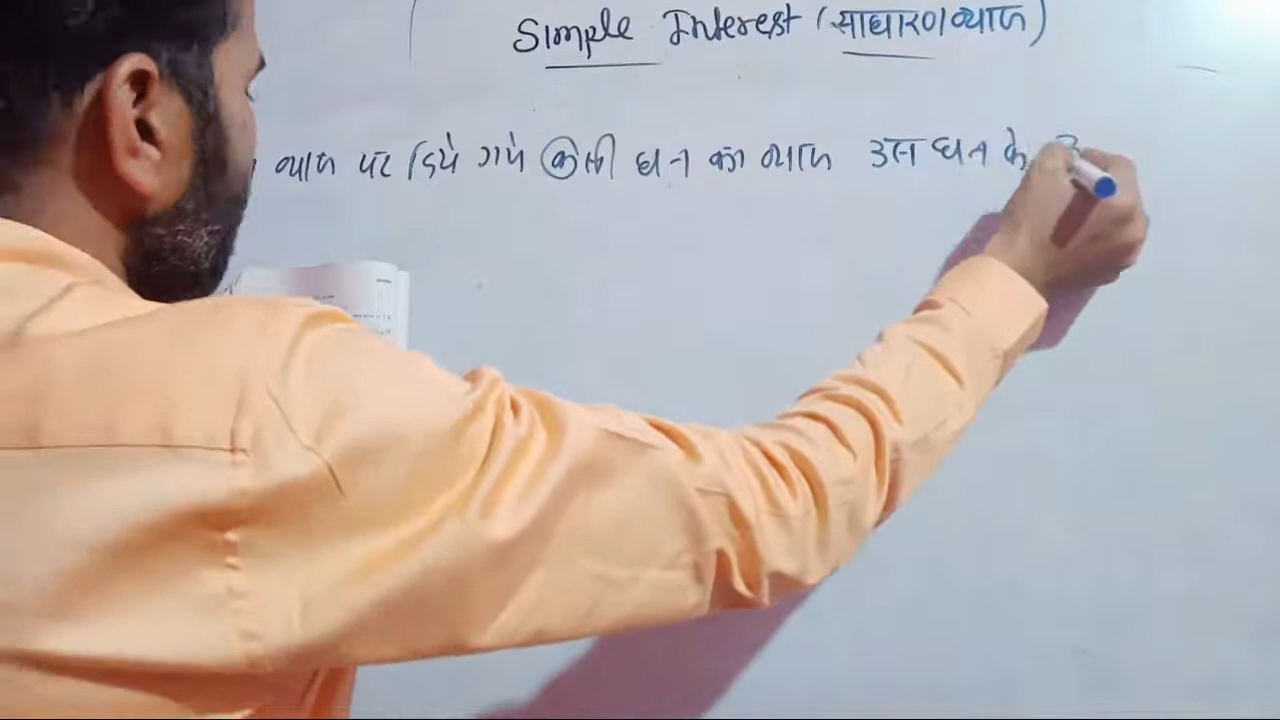 Simple Interest (साधारण ब्याज)
ब्याज पर दिये गये किसी धन का ब्याज उस धन के